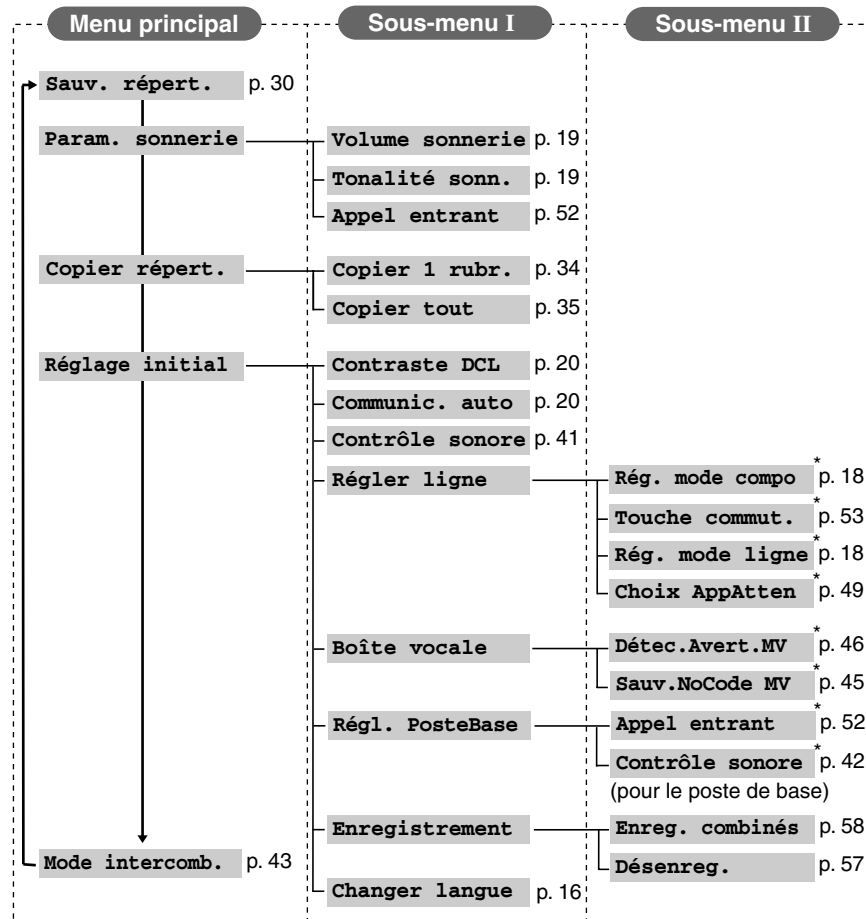 Menu principal Sous-menu I Sous-menu II
Sauv. répert. p. 30
Param. sonnerie Volume sonnerie p. 19
Tonalité sonn. p. 19
Appel entrant p. 52
Copier répert. Copier 1 rubr. p. 34
Copier tout p. 35
Réglage initial Contraste DCL p. 20
Communic. auto p. 20
Contrôle sonore p. 41
Régler ligne Rég. mode compo * p. 18
Touche commut. * p. 53
Rég. mode ligne * p. 18
Choix AppAtten * p. 49
Boîte vocale Détec.Avert.MV * p. 46
Sauv.NoCode MV * p. 45
Régl. PosteBase Appel entrant * p. 52
Contrôle sonore * p. 42
(pour le poste de base)
Enregistrement Enreg. combinés p. 58
Mode intercomb. p. 43 Désenreg. p. 57
Changer langue p. 16